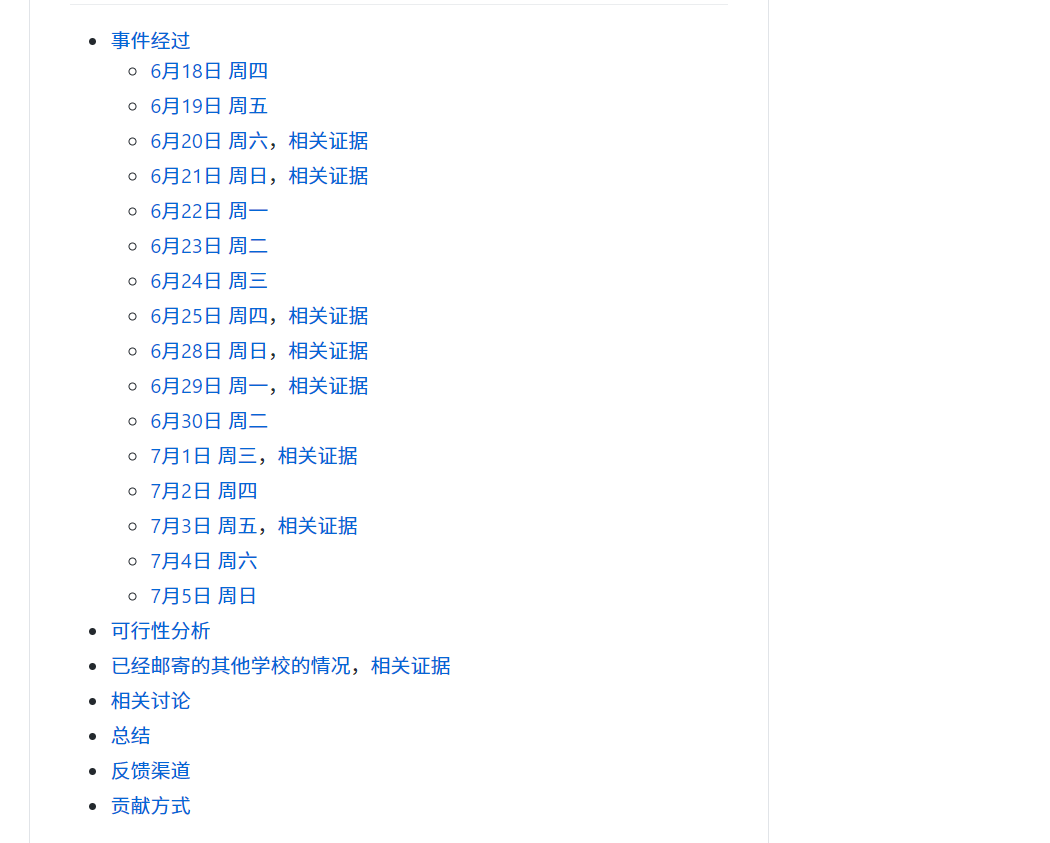 事件经过
6月18日 周四
6月19日 周五
6月20日 周六，相关证据
6月21日 周日，相关证据
6月22日 周一
6月23日 周二
6月24日 周三
6月25日 周四，相关证据
6月28日 周日，相关证据
6月29日 周一，相关证据
6月30日 周二
7月1日 周三，相关证据
7月2日 周四
7月3日 周五，相关证据
7月4日 周六
7月5日 周日
可行性分析
已经邮寄的其他学校的情况，相关证据
相关讨论
总结
反馈渠道
贡献方式